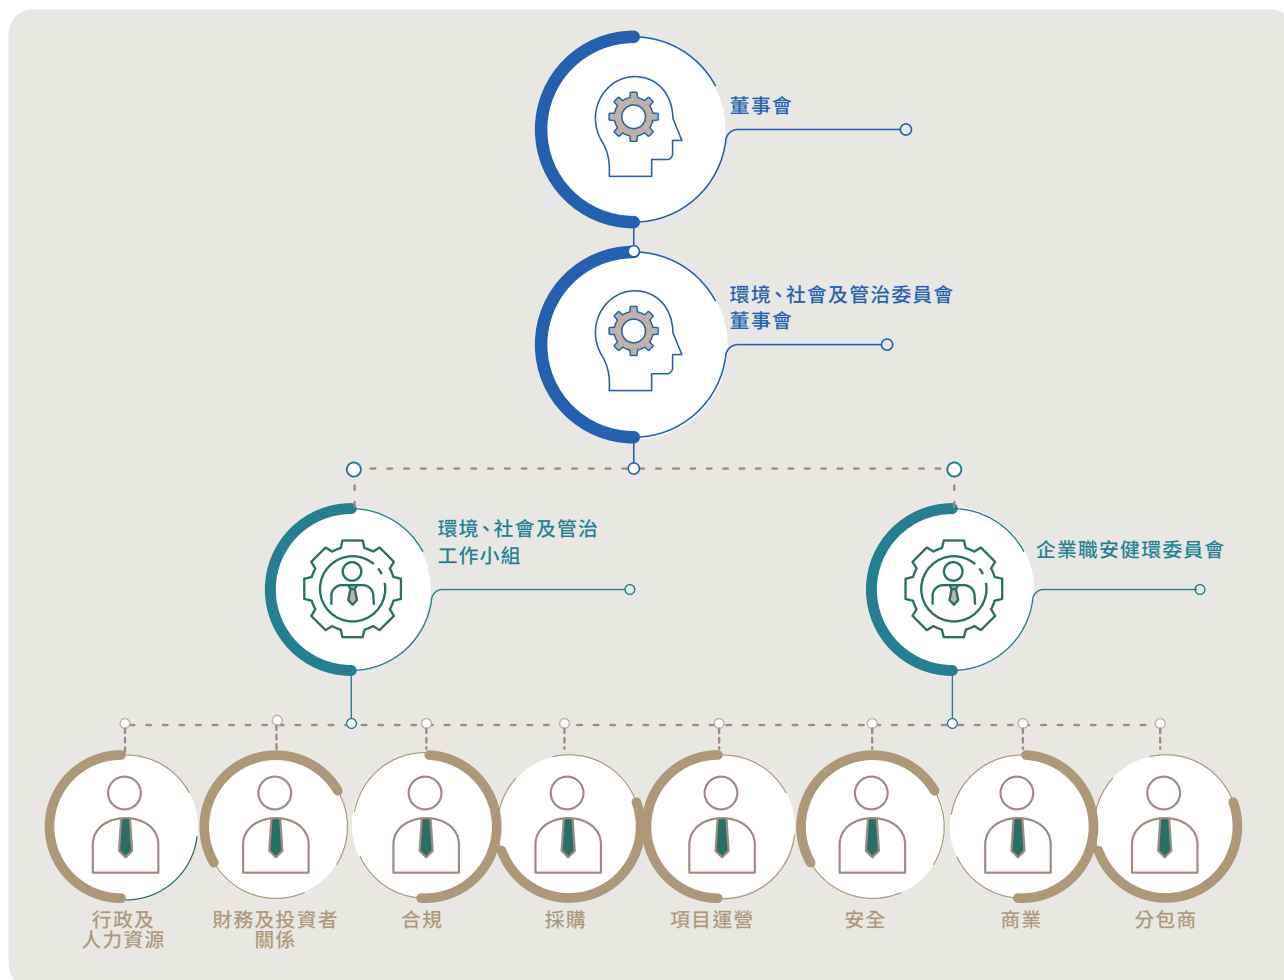 董事會
環境、社會及管治委員會
董事會
環境、社會及管治
工作小組
企業職安健環委員會
行政及
人力資源
財務及投資者
關係
合規
採購
項目運營
安全
商業
分包商